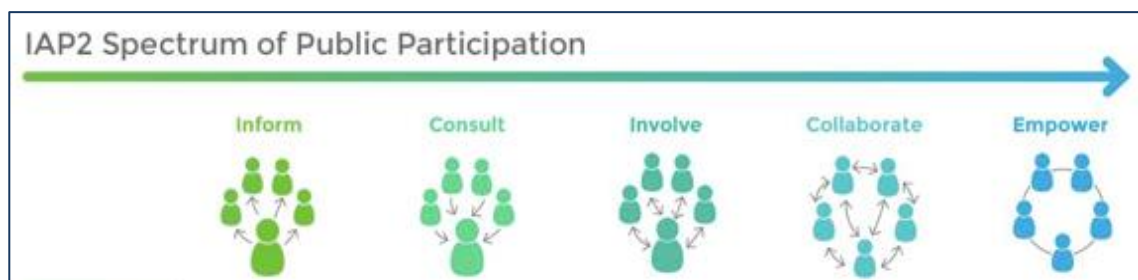 IAP2 Spectrum of Public Participation
Inform Consult Involve Collaborate Empower